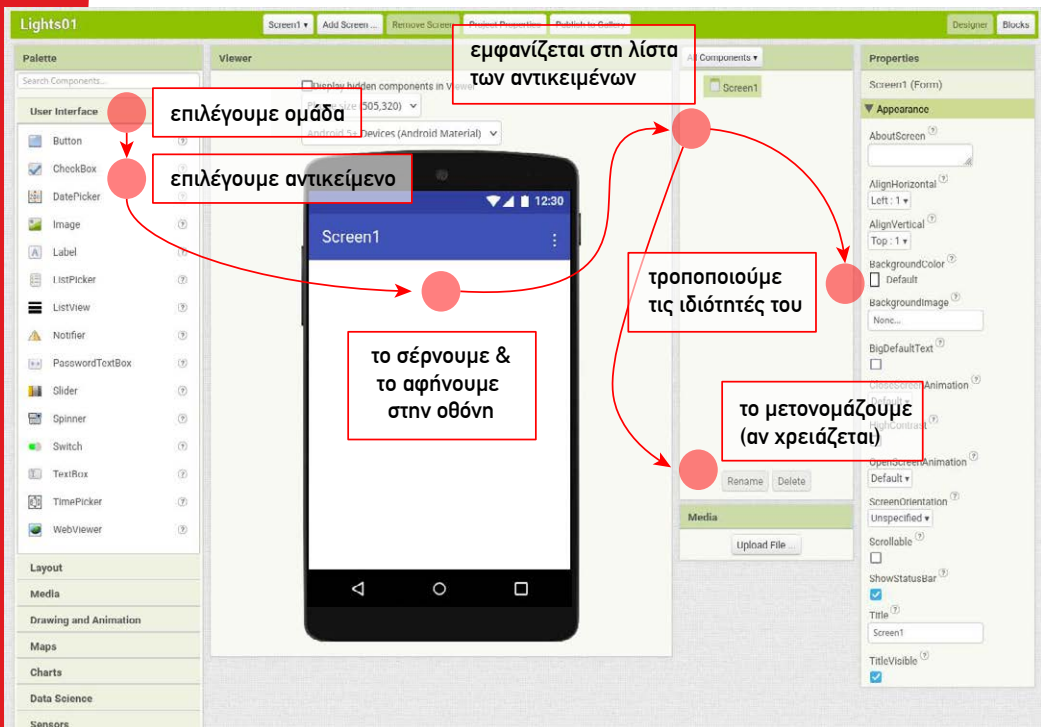 Lights01
Screen1 ▾
Add Screen ...
Remove Screen
Project Properties
Publish to Gallery
Designer
Blocks
Palette
Search Components...
User Interface
Button
CheckBox
DatePicker
Image
Label
ListPicker
ListView
Notifier
PasswordTextBox
Slider
Spinner
Switch
TextBox
TimePicker
WebViewer
Layout
Media
Drawing and Animation
Maps
Charts
Data Science
Sensors
επιλέγουμε ομάδα
επιλέγουμε αντικείμενο
Viewer
Display hidden components in Viewer
size (505,320)
Android 5+ Devices (Android Material)
12:30
Screen1
το σέρνουμε &
το αφήνουμε
στην οθόνη
εμφανίζεται στη λίστα
των αντικειμένων
All Components ▾
Screen1
τροποποιούμε
τις ιδιότητές του
το μετονομάζουμε
(αν χρειάζεται)
Rename
Delete
Media
Upload File ...
Properties
Screen1 (Form)
Appearance
AboutScreen
AlignHorizontal
Left : 1 ▾
AlignVertical
Top : 1 ▾
BackgroundColor
Default
BackgroundImage
None...
BigDefaultText
CloseScreenAnimation
Default ▾
HighContrast
OpenScreenAnimation
Default ▾
ScreenOrientation
Unspecified ▾
Scrollable
ShowStatusBar
Title
Screen1
TitleVisible